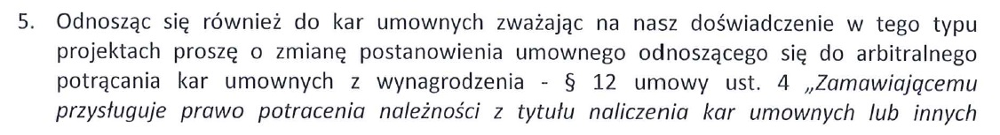 5. Odnosząc się również do kar umownych zważając na nasz doświadczenie w tego typu
projektach proszę o zmianę postanowienia umownego odnoszącego się do arbitralnego
potrącania kar umownych z wynagrodzenia - § 12 umowy ust. 4 „Zamawiającemu
przysługuje prawo potracenia należności z tytułu naliczenia kar umownych lub innych